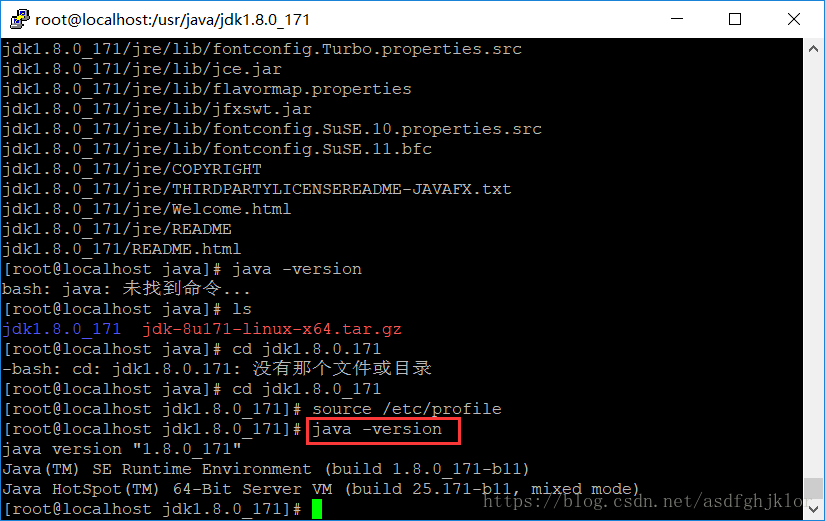 root@localhost:/usr/java/jdk1.8.0_171
jdk1.8.0_171/jre/lib/fontconfig.Turbo.properties.src
jdk1.8.0_171/jre/lib/jce.jar
jdk1.8.0_171/jre/lib/flavormap.properties
jdk1.8.0_171/jre/lib/jfxswt.jar
jdk1.8.0_171/jre/lib/fontconfig.SuSE.10.properties.src
jdk1.8.0_171/jre/lib/fontconfig.SuSE.11.bfc
jdk1.8.0_171/jre/COPYRIGHT
jdk1.8.0_171/jre/THIRDPARTYLICENSEREADME-JAVAFX.txt
jdk1.8.0_171/jre/Welcome.html
jdk1.8.0_171/jre/README
jdk1.8.0_171/README.html
[root@localhost java]# java -version
bash: java: 未找到命令...
[root@localhost java]# ls
jdk1.8.0_171  jdk-8u171-linux-x64.tar.gz
[root@localhost java]# cd jdk1.8.0.171
-bash: cd: jdk1.8.0.171: 没有那个文件或目录
[root@localhost java]# cd jdk1.8.0_171
[root@localhost jdk1.8.0_171]# source /etc/profile
[root@localhost jdk1.8.0_171]# java -version
java version "1.8.0_171"
Java(TM) SE Runtime Environment (build 1.8.0_171-b11)
Java HotSpot(TM) 64-Bit Server VM (build 25.171-b11, mixed mode)
[root@localhost jdk1.8.0_171]#